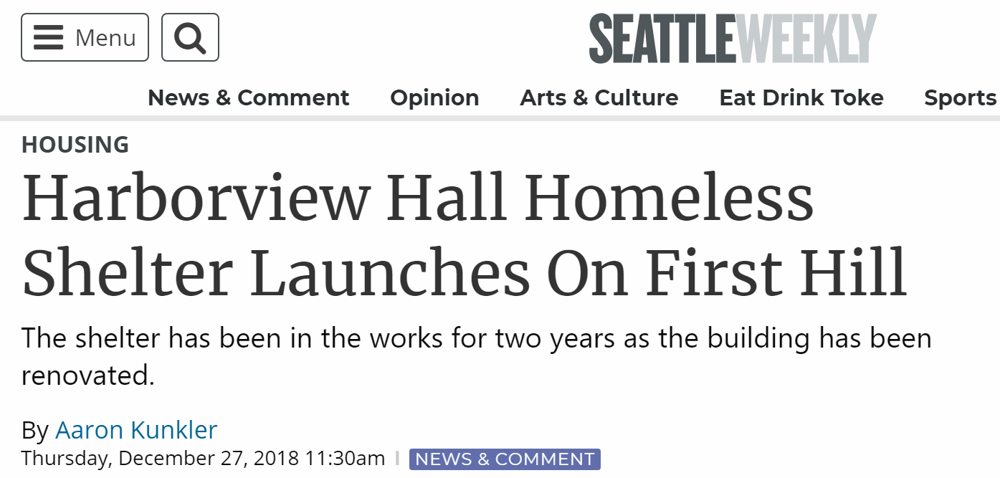 Menu
SEATTLEWEEKLY
News & Comment Opinion Arts & Culture Eat Drink Toke Sports
HOUSING
Harborview Hall Homeless
Shelter Launches On First Hill
The shelter has been in the works for two years as the building has been
renovated.
By Aaron Kunkler
Thursday, December 27, 2018 11:30am | NEWS & COMMENT